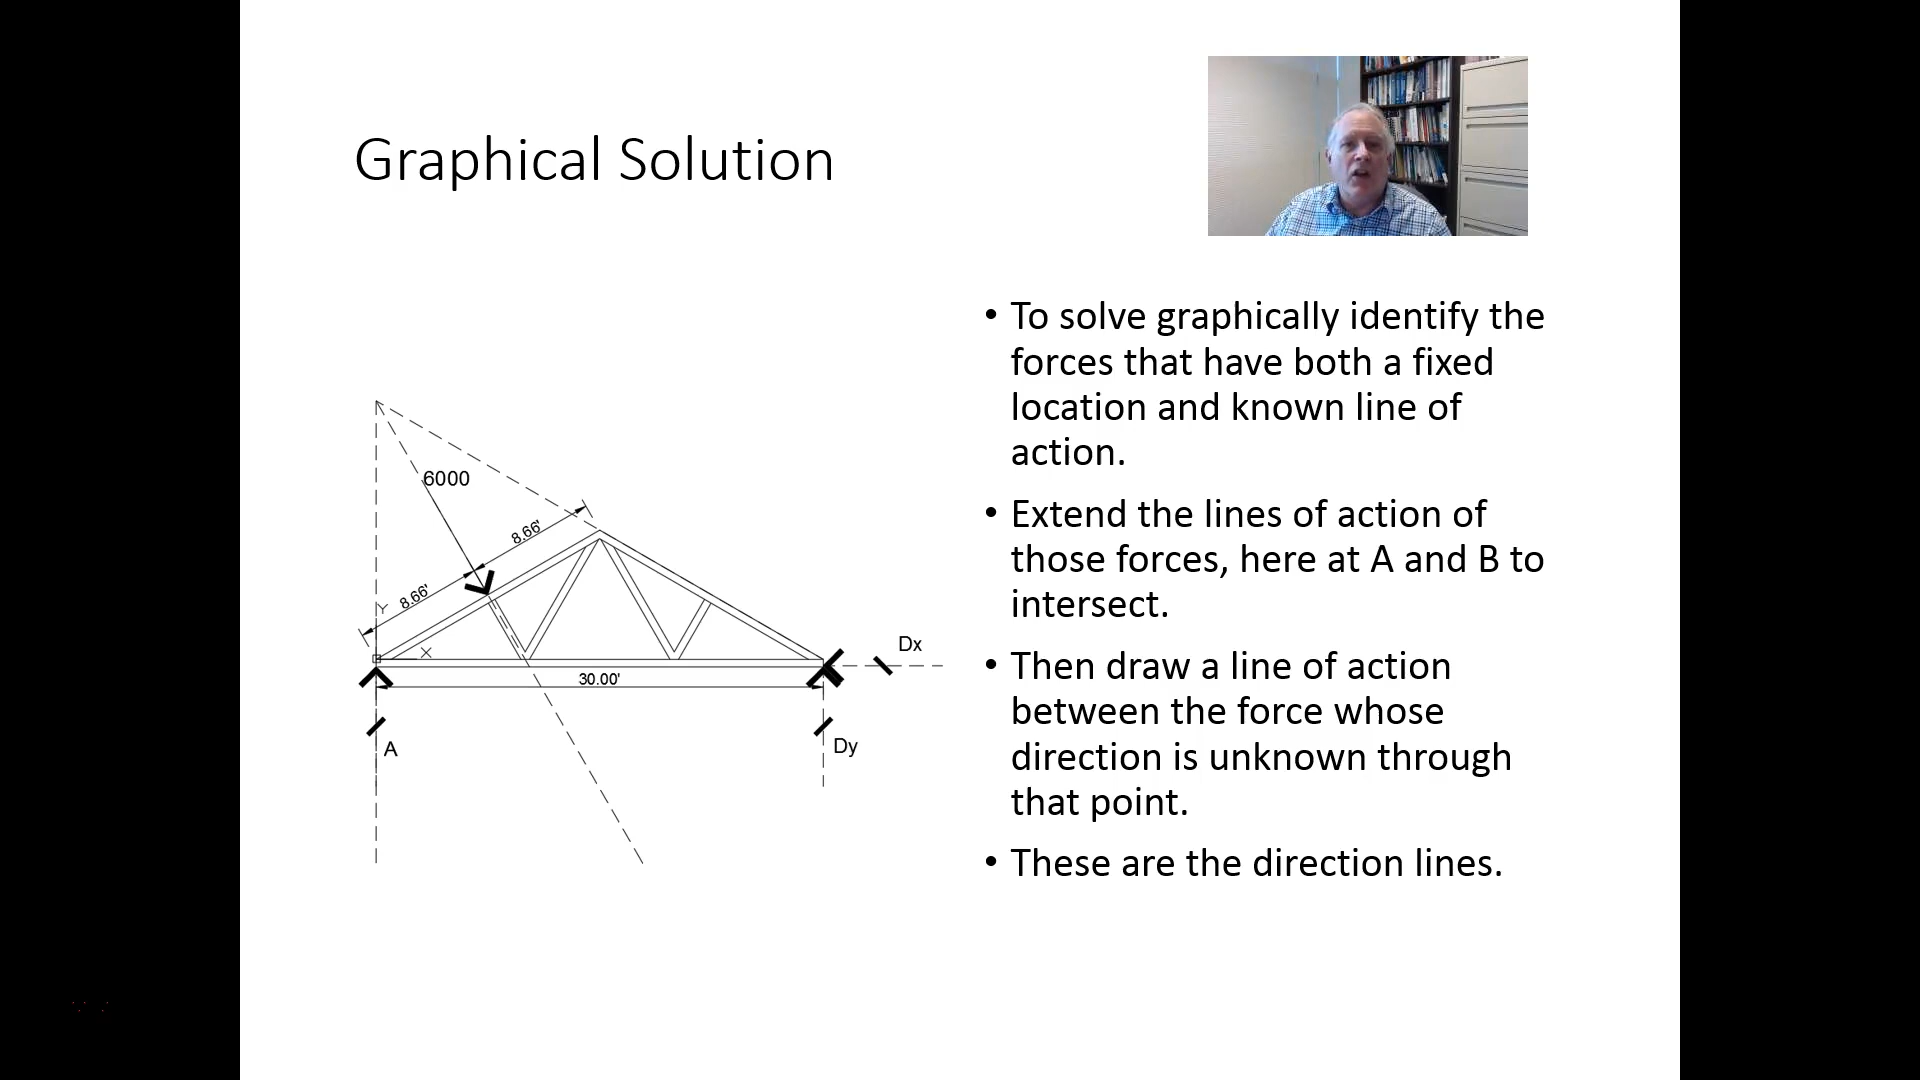 Graphical Solution
• To solve graphically identify the
forces that have both a fixed
location and known line of
action.
• Extend the lines of action of
those forces, here at A and B to
intersect.
• Then draw a line of action
between the force whose
direction is unknown through
that point.
• These are the direction lines.
6000
8.66'
8.66'
Y
X
30.00'
Dx
A
Dy